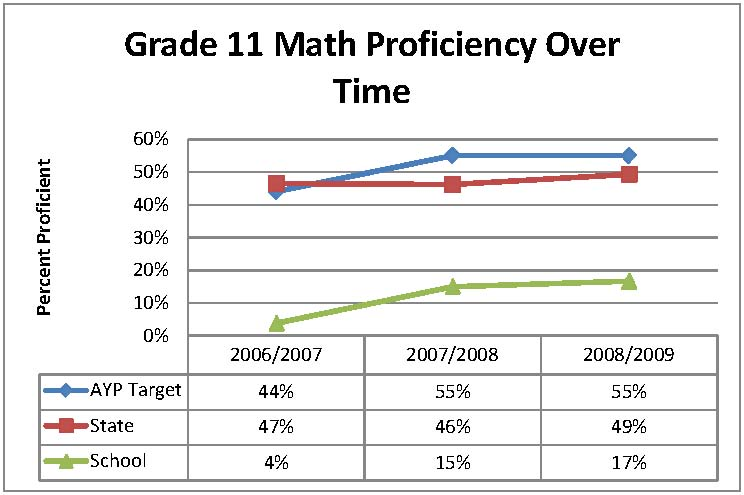 Grade 11 Math Proficiency Over
Time
Percent Proficient
60%
50%
40%
30%
20%
10%
0%
2006/2007 2007/2008 2008/2009
AYP Target 44% 55% 55%
State 47% 46% 49%
School 4% 15% 17%